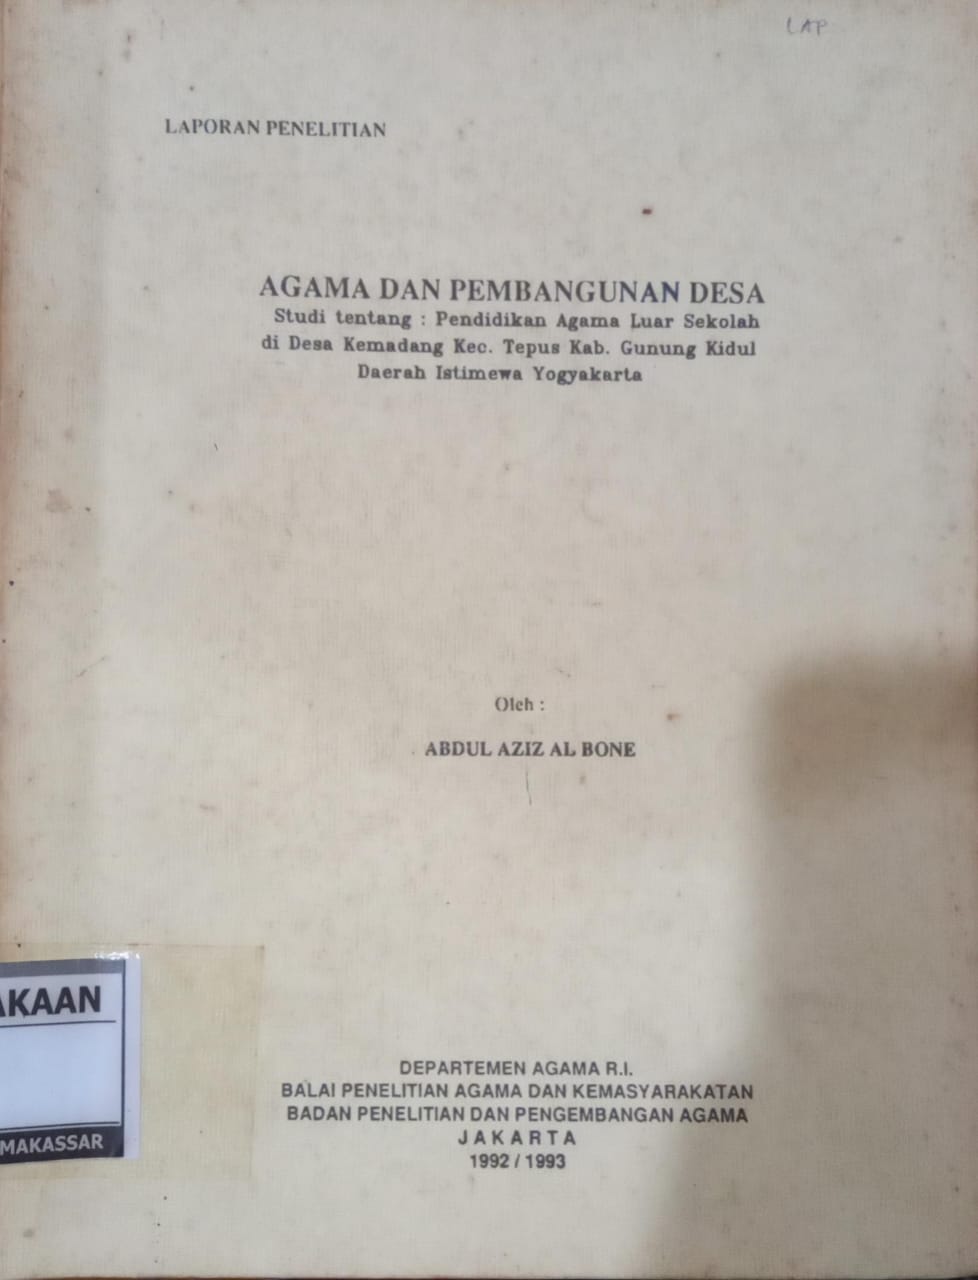 LAP
LAPORAN PENELITIAN
AGAMA DAN PEMBANGUNAN DESA
Studi tentang : Pendidikan Agama Luar Sekolah
di Desa Kemadang Kec. Tepus Kab. Gunung Kidul
Daerah Istimewa Yogyakarta
Oleh :
ABDUL AZIZ AL BONE
AKAAN
MAKASSAR
DEPARTEMEN AGAMA R.I.
BALAI PENELITIAN AGAMA DAN KEMASYARAKATAN
BADAN PENELITIAN DAN PENGEMBANGAN AGAMA
JAKARTA
1992 / 1993